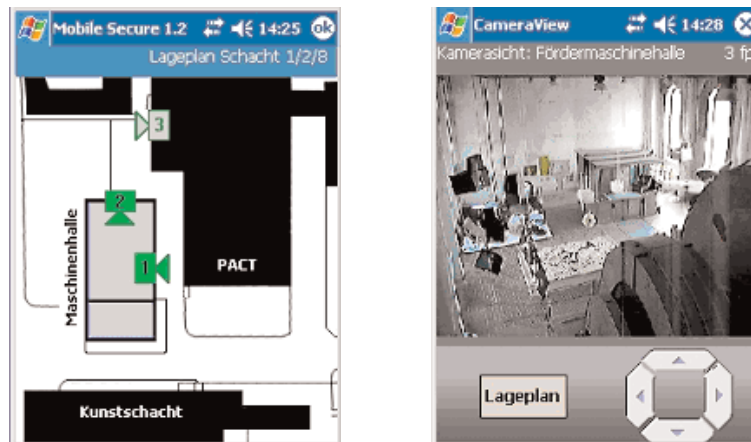 Mobile Secure 1.2 14:25 ok
Lageplan Schacht 1/2/8
3
2
1
Maschinenhalle
PACT
Kunstschacht
CameraView 14:28
Kamerasicht: Fördermaschinehalle 3 fp
Lageplan